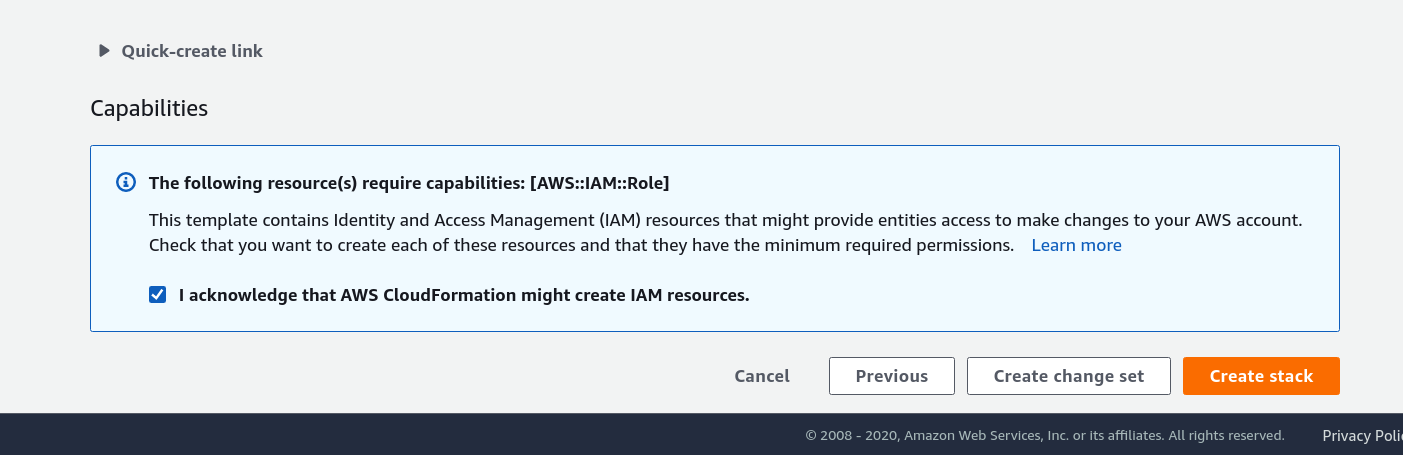 Quick-create link
Capabilities
The following resource(s) require capabilities: [AWS::IAM::Role]
This template contains Identity and Access Management (IAM) resources that might provide entities access to make changes to your AWS account.
Check that you want to create each of these resources and that they have the minimum required permissions. Learn more
I acknowledge that AWS CloudFormation might create IAM resources.
Cancel Previous Create change set Create stack
© 2008 - 2020, Amazon Web Services, Inc. or its affiliates. All rights reserved. Privacy